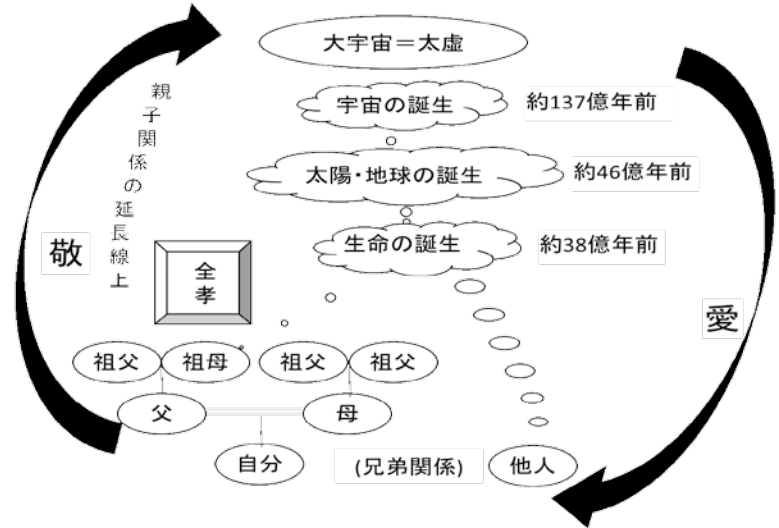 大宇宙＝太虚
宇宙の誕生
約137億年前
太陽・地球の誕生
約46億年前
生命の誕生
約38億年前
親子関係の延長線上
敬
全孝
愛
祖父
祖母
祖父
祖父
父
母
自分
(兄弟関係)
他人